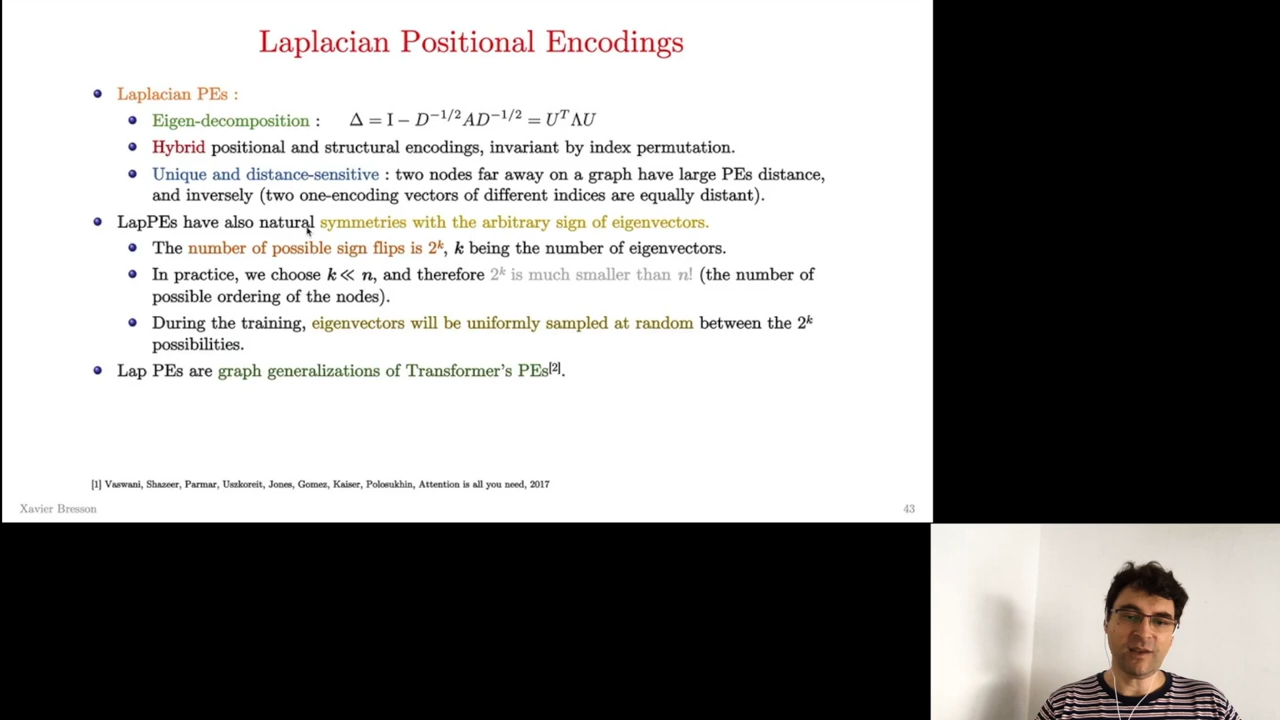 Laplacian Positional Encodings
Laplacian PEs :
Eigen-decomposition : Δ = I − D^{−1/2}AD^{−1/2} = U^TΛU
Hybrid positional and structural encodings, invariant by index permutation.
Unique and distance-sensitive : two nodes far away on a graph have large PEs distance,
and inversely (two one-encoding vectors of different indices are equally distant).
LapPEs have also natural symmetries with the arbitrary sign of eigenvectors.
The number of possible sign flips is 2^k, k being the number of eigenvectors.
In practice, we choose k ≪ n, and therefore 2^k is much smaller than n! (the number of
possible ordering of the nodes).
During the training, eigenvectors will be uniformly sampled at random between the 2^k
possibilities.
Lap PEs are graph generalizations of Transformer's PEs[2].
[1] Vaswani, Shazeer, Parmar, Uszkoreit, Jones, Gomez, Kaiser, Polosukhin, Attention is all you need, 2017
Xavier Bresson 43